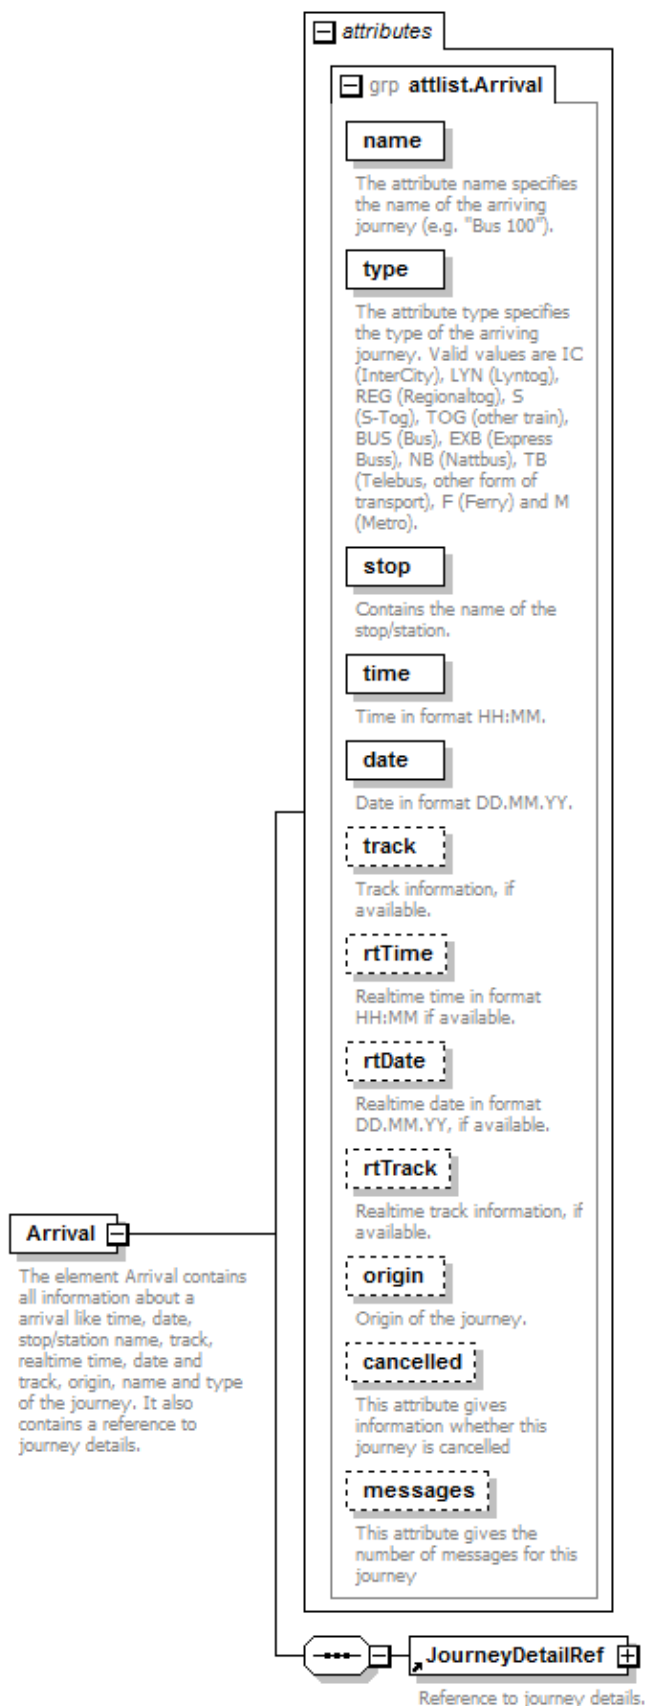 attributes
grp attlist.Arrival
name
The attribute name specifies
the name of the arriving
journey (e.g. "Bus 100").
type
The attribute type specifies
the type of the arriving
journey. Valid values are IC
(InterCity), LYN (Lyntog),
REG (Regionaltog), S
(S-Tog), TOG (other train),
BUS (Bus), EXB (Express
Buss), NB (Nattbus), TB
(Telebus, other form of
transport), F (Ferry) and M
(Metro).
stop
Contains the name of the
stop/station.
time
Time in format HH:MM.
date
Date in format DD.MM.YY.
track
Track information, if
available.
rtTime
Realtime time in format
HH:MM if available.
rtDate
Realtime date in format
DD.MM.YY, if available.
rtTrack
Realtime track information, if
available.
origin
Origin of the journey.
cancelled
This attribute gives
information whether this
journey is cancelled
messages
This attribute gives the
number of messages for this
journey
Arrival
The element Arrival contains
all information about a
arrival like time, date,
stop/station name, track,
realtime time, date and
track, origin, name and type
of the journey. It also
contains a reference to
journey details.
JourneyDetailRef
Reference to journey details.